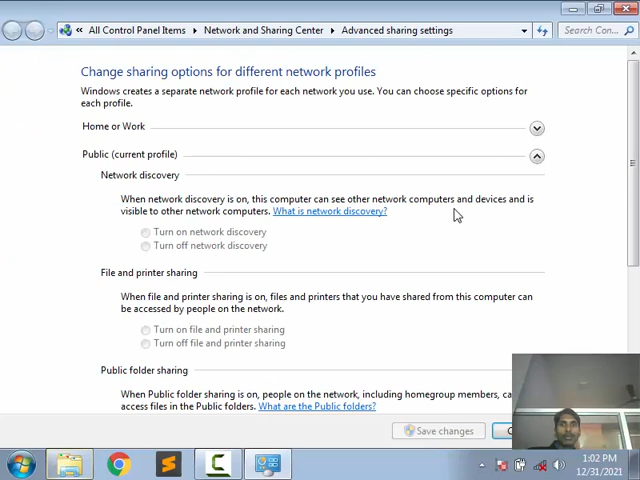 All Control Panel Items
Network and Sharing Center
Advanced sharing settings
Search Con...
Change sharing options for different network profiles
Windows creates a separate network profile for each network you use. You can choose specific options for
each profile.
Home or Work
Public (current profile)
Network discovery
When network discovery is on, this computer can see other network computers and devices and is
visible to other network computers. What is network discovery?
Turn on network discovery
Turn off network discovery
File and printer sharing
When file and printer sharing is on, files and printers that you have shared from this computer can
be accessed by people on the network.
Turn on file and printer sharing
Turn off file and printer sharing
Public folder sharing
When Public folder sharing is on, people on the network, including homegroup members,
access files in the Public folders. What are the Public folders?
Save changes
1:02 PM
12/31/2021